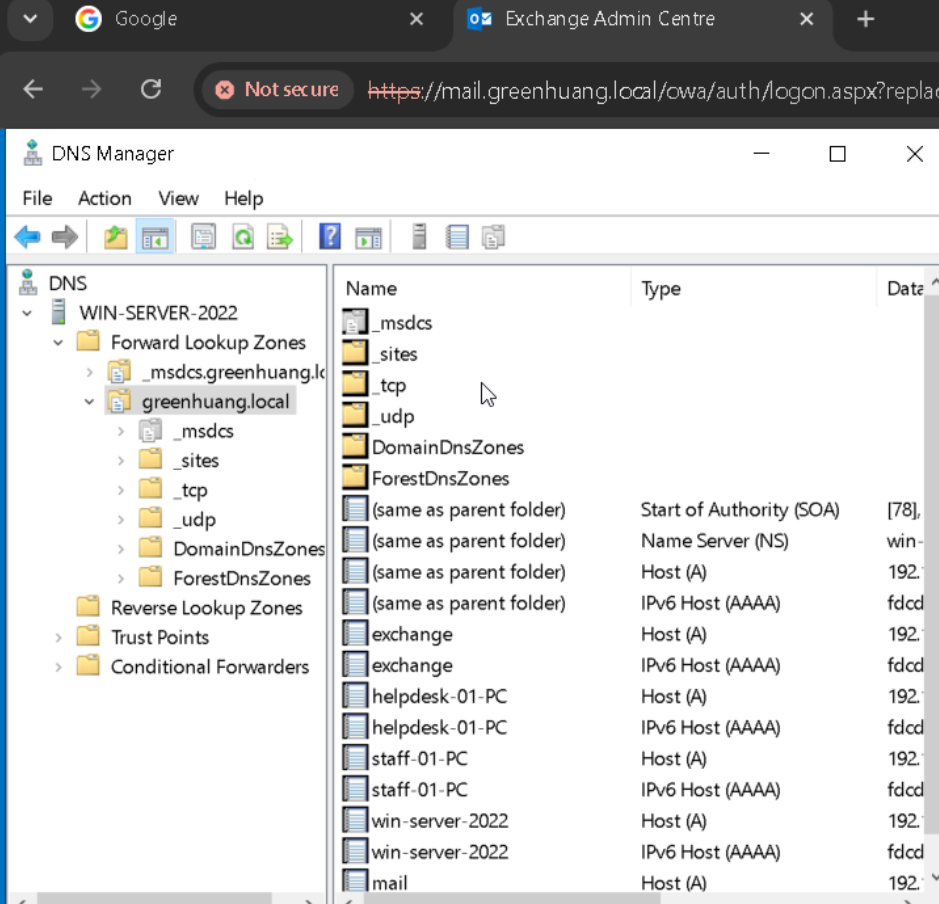 Google
Exchange Admin Centre
Not secure
https://mail.greenhuang.local/owa/auth/logon.aspx?replac
DNS Manager
File Action View Help
DNS
WIN-SERVER-2022
Forward Lookup Zones
_msdcs.greenhuang.lo
greenhuang.local
_msdcs
_sites
_tcp
_udp
DomainDnsZones
ForestDnsZones
Reverse Lookup Zones
Trust Points
Conditional Forwarders
Name Type Data
_msdcs
_sites
_tcp
_udp
DomainDnsZones
ForestDnsZones
(same as parent folder) Start of Authority (SOA) [78],
(same as parent folder) Name Server (NS) win-
(same as parent folder) Host (A) 192.
(same as parent folder) IPv6 Host (AAAA) fdcd
exchange Host (A) 192.
exchange IPv6 Host (AAAA) fdcd
helpdesk-01-PC Host (A) 192.
helpdesk-01-PC IPv6 Host (AAAA) fdcd
staff-01-PC Host (A) 192.
staff-01-PC IPv6 Host (AAAA) fdcd
win-server-2022 Host (A) 192.
win-server-2022 IPv6 Host (AAAA) fdcd
mail Host (A) 192.